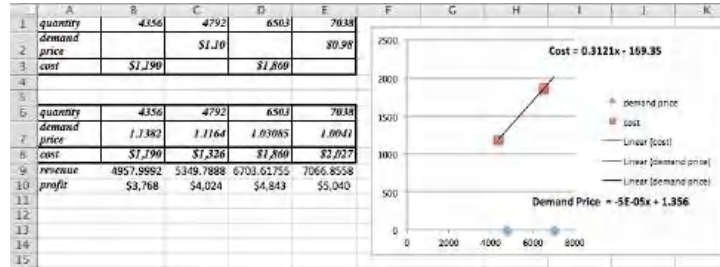 A B C D E F G H I J K
1 quantity 4356 4792 6503 7038
2 demand price $1.10 $0.98
3 cost $1,190 $1,860
4
5
6 quantity 4356 4792 6503 7038
7 demand price 1.1382 1.1164 1.03085 1.0041
8 cost $1,190 $1,326 $1,860 $2,027
9 revenue 4957.9992 5349.7888 6703.61755 7066.8558
10 profit $3,768 $4,024 $4,843 $5,040
11
12
13
14
15
2500
2000
1500
1000
500
0
0 2000 4000 6000 8000
Cost = 0.3121x - 169.35
demand price
cost
Linear (cost)
Linear (demand price)
Linear (demand price)
Demand Price = -5E-05x + 1.356